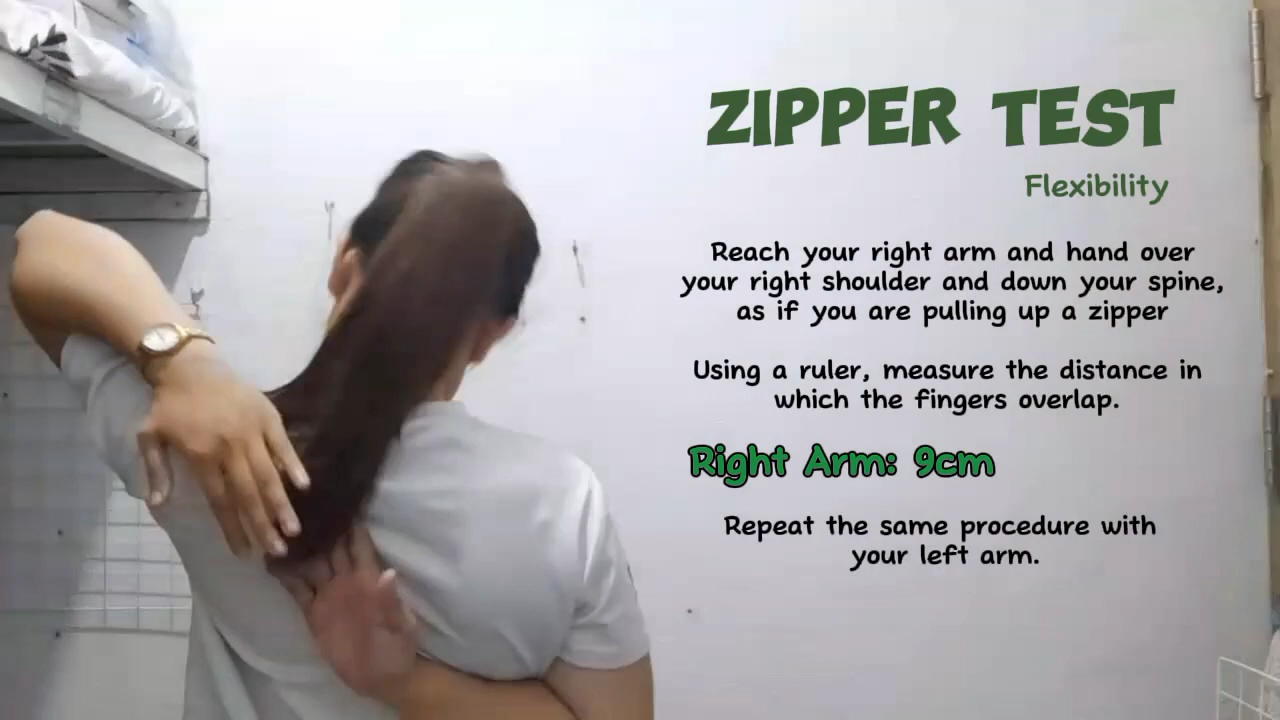 ZIPPER TEST
Flexibility
Reach your right arm and hand over
your right shoulder and down your spine,
as if you are pulling up a zipper
Using a ruler, measure the distance in
which the fingers overlap.
Right Arm: 9cm
Repeat the same procedure with
your left arm.